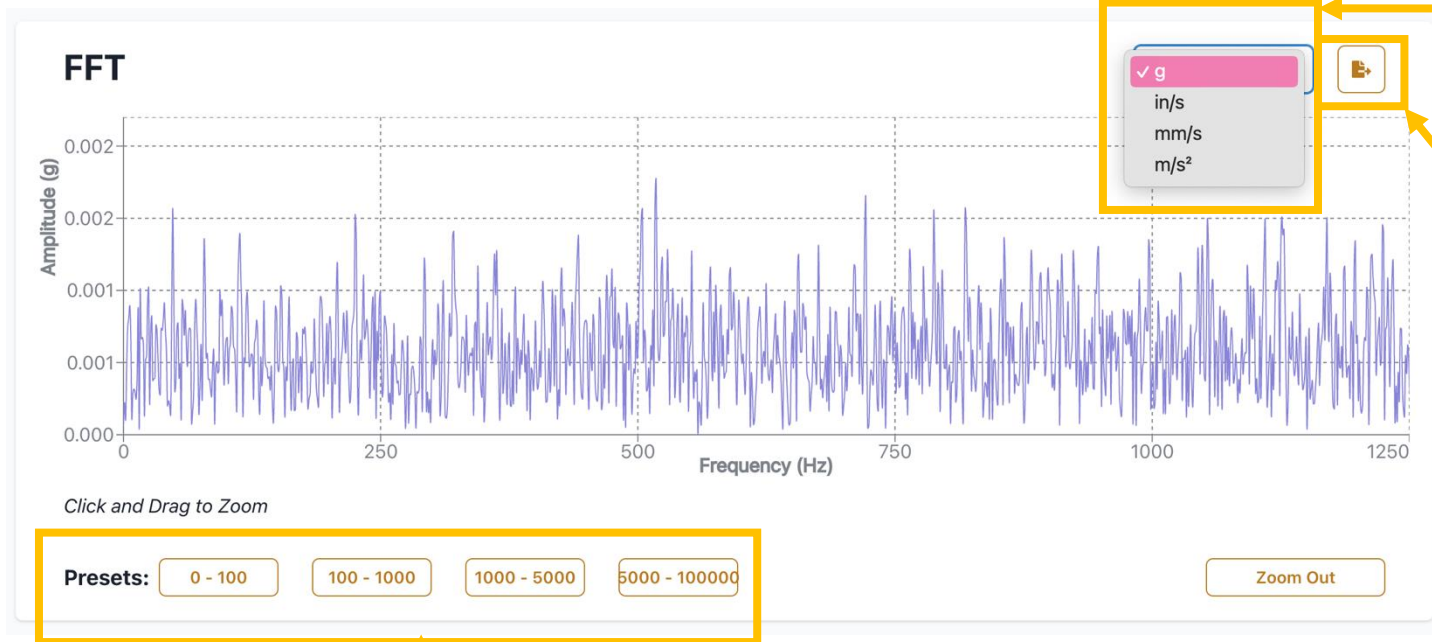 FFT
✓ g
in/s
mm/s
m/s²
Amplitude (g)
0.002
0.002
0.001
0.001
0.000
0 250 500 750 1000 1250
Frequency (Hz)
Click and Drag to Zoom
Presets: 0 - 100 100 - 1000 1000 - 5000 5000 - 100000 Zoom Out